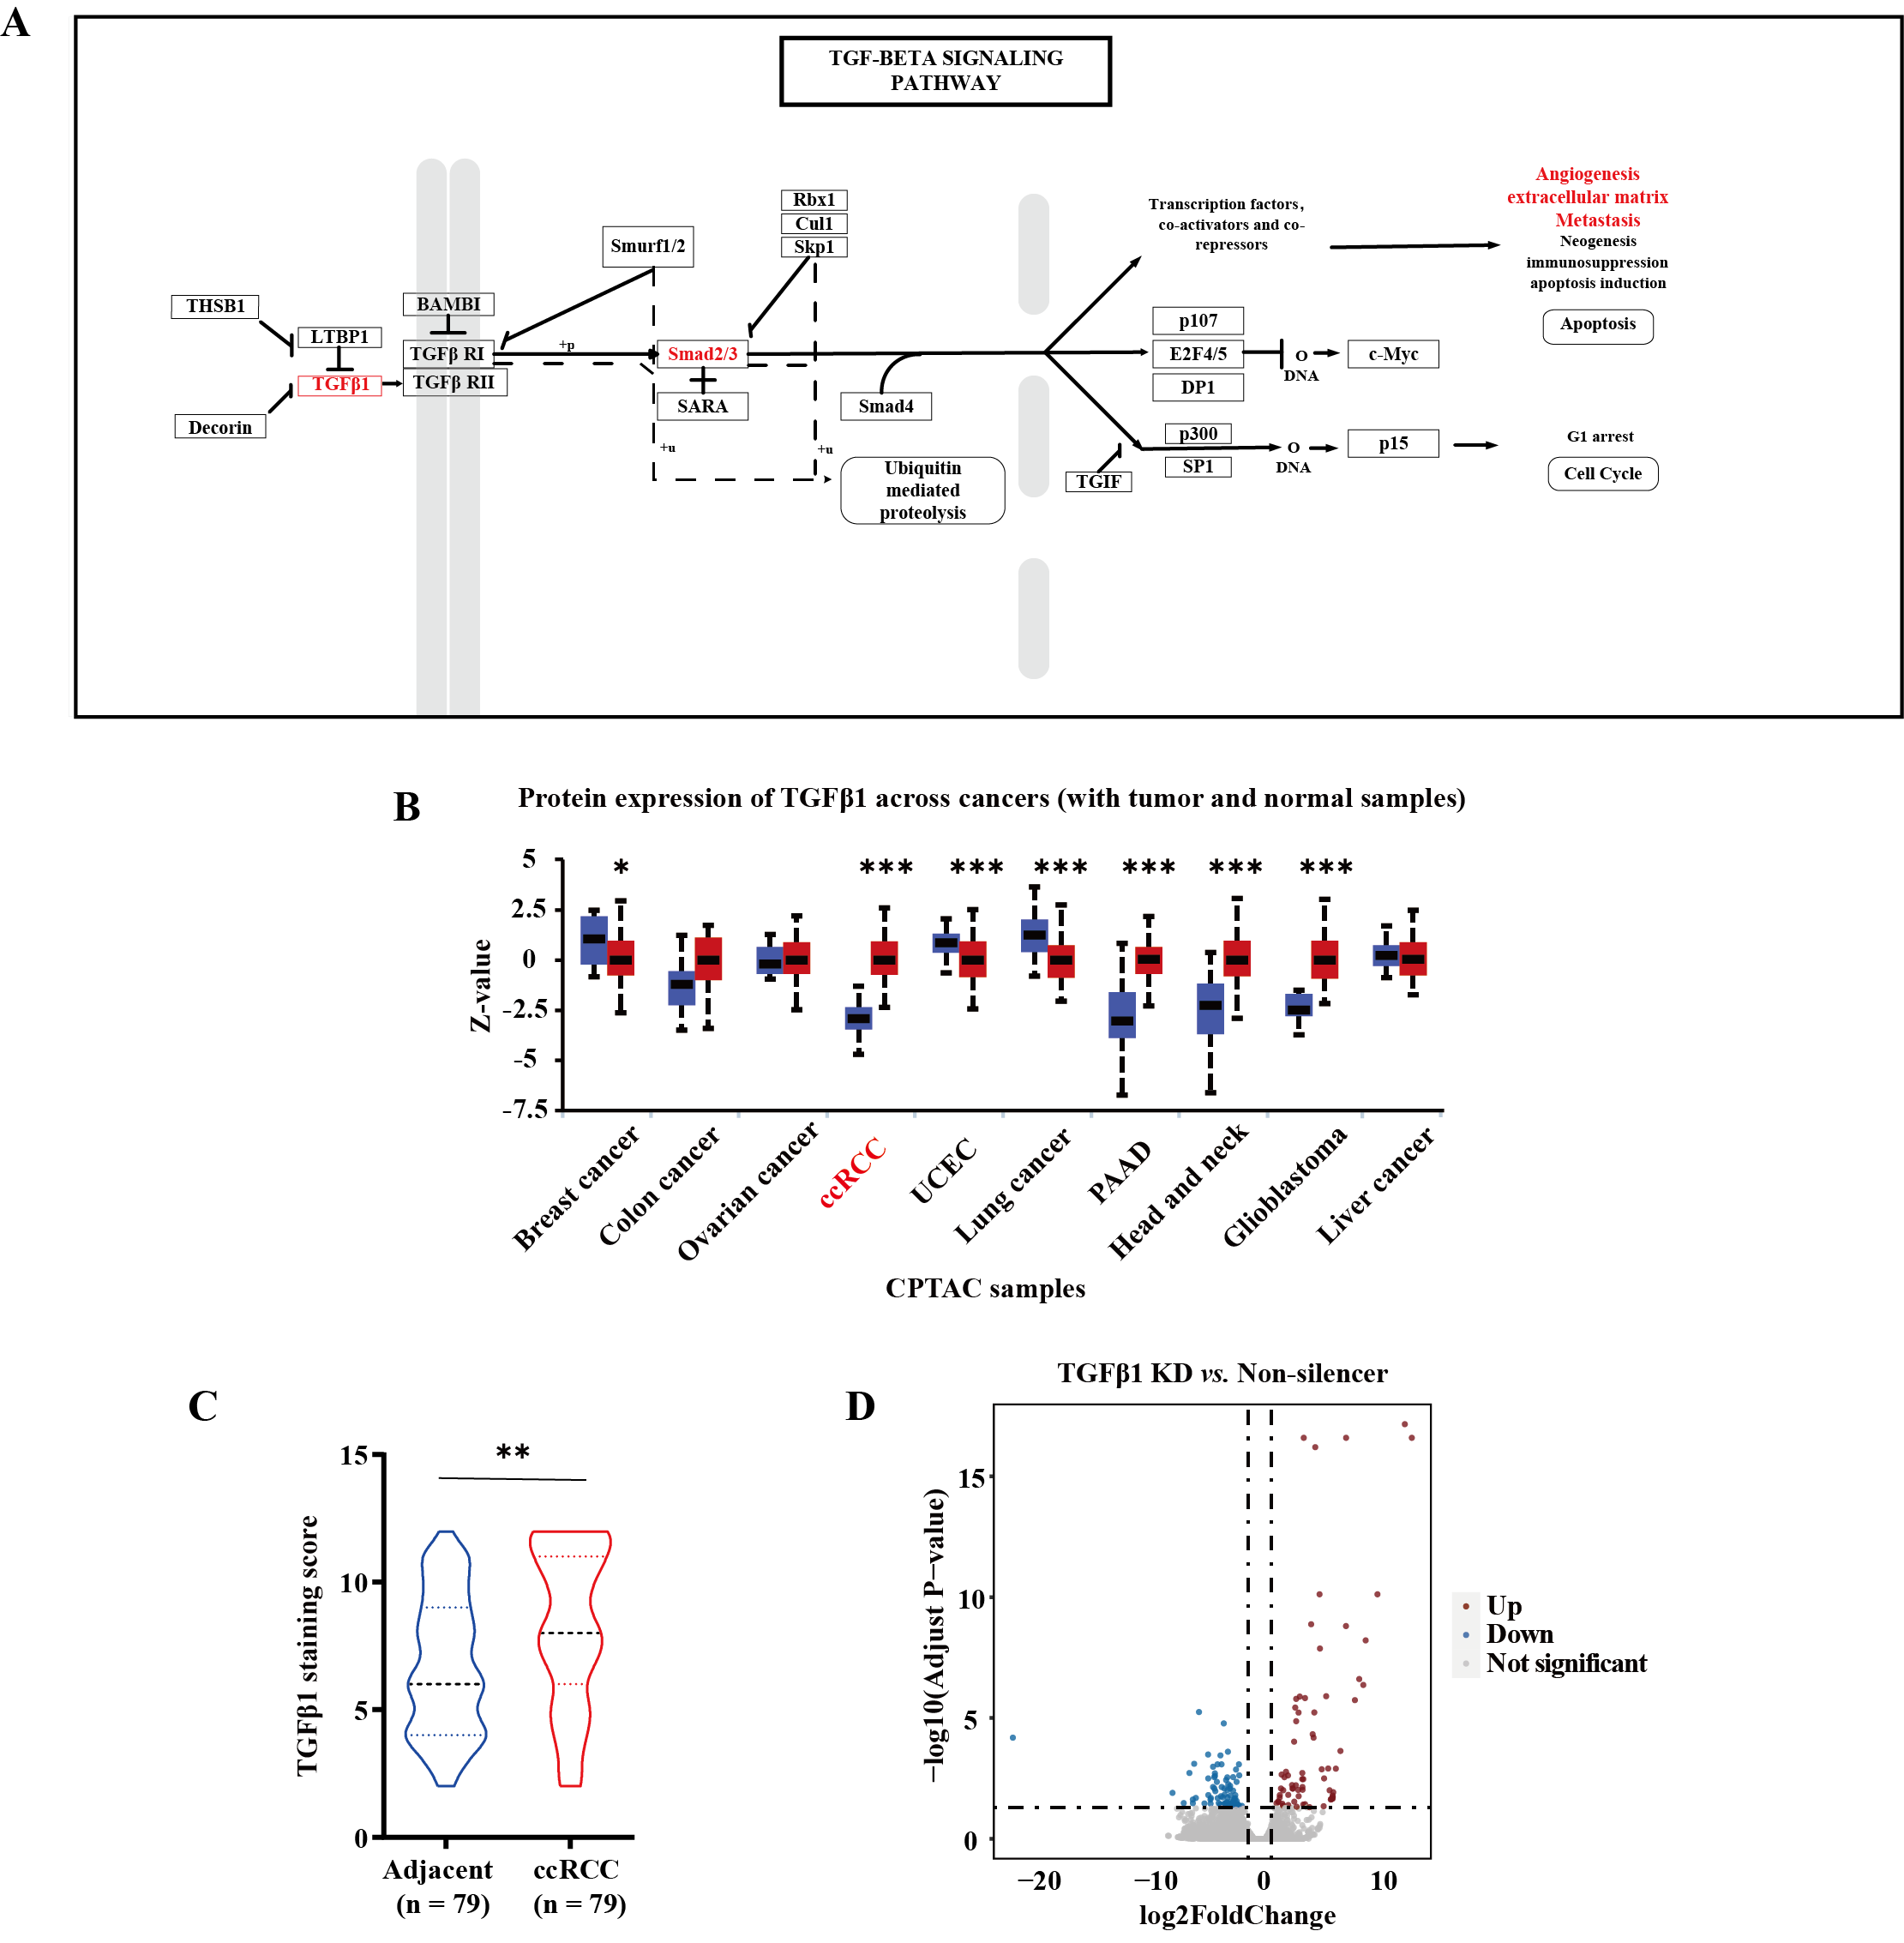 A
TGF-BETA SIGNALING
PATHWAY
Angiogenesis
extracellular matrix
Metastasis
Neogenesis
immunosuppression
apoptosis induction
Apoptosis
Transcription factors,
co-activators and co-
repressors
Rbx1
Cul1
Skp1
Smurf1/2
THSB1
BAMBI
LTBP1
TGFβ RI
+p
Smad2/3
TGFβ1
TGFβ RII
Decorin
SARA
Smad4
+u
+u
Ubiquitin
mediated
proteolysis
p107
E2F4/5
DP1
O
DNA
c-Myc
p300
SP1
TGIF
O
DNA
p15
G1 arrest
Cell Cycle
B
Protein expression of TGFβ1 across cancers (with tumor and normal samples)
Z-value
5
2.5
0
-2.5
-5
-7.5
*
***
***
***
***
***
***
Breast cancer
Colon cancer
Ovarian cancer
ccRCC
UCEC
Lung cancer
PAAD
Head and neck
Glioblastoma
Liver cancer
CPTAC samples
C
TGFβ1 staining score
15
10
5
0
**
Adjacent
(n = 79)
ccRCC
(n = 79)
D
TGFβ1 KD vs. Non-silencer
−log10(Adjust P−value)
15
10
5
0
−20
−10
0
10
log2FoldChange
Up
Down
Not significant